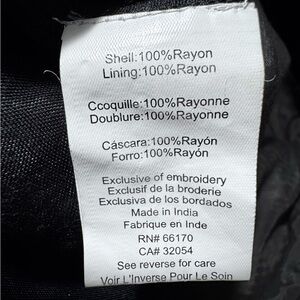 Shell:100%Rayon
Lining:100%Rayon
Ccoquille:100%Rayonne
Doublure:100%Rayonne
Cáscara:100%Rayón
Forro:100%Rayón
Exclusive of embroidery
Exclusif de la broderie
Exclusiva de los bordados
Made in India
Fabrique en Inde
RN# 66170
CA# 32054
See reverse for care
Voir L'Inverse Pour Le Soin